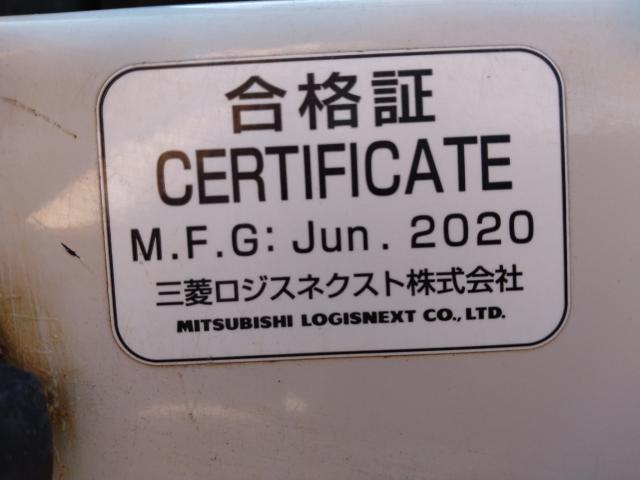 合格証
CERTIFICATE
M.F.G: Jun. 2020
三菱ロジスネクスト株式会社
MITSUBISHI LOGISNEXT CO., LTD.